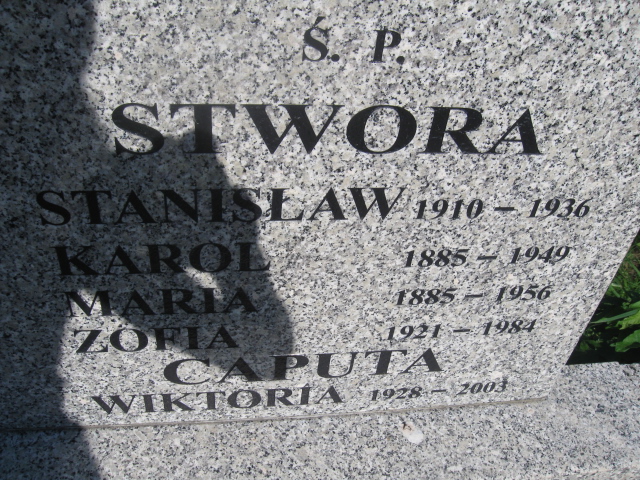 Ś. P.
STWORA
STANISŁAW 1910 – 1936
KAROL 1885 – 1949
MARIA 1885 – 1956
ZOFIA 1921 – 1984
CAPUTA
WIKTORIA 1928 – 2003